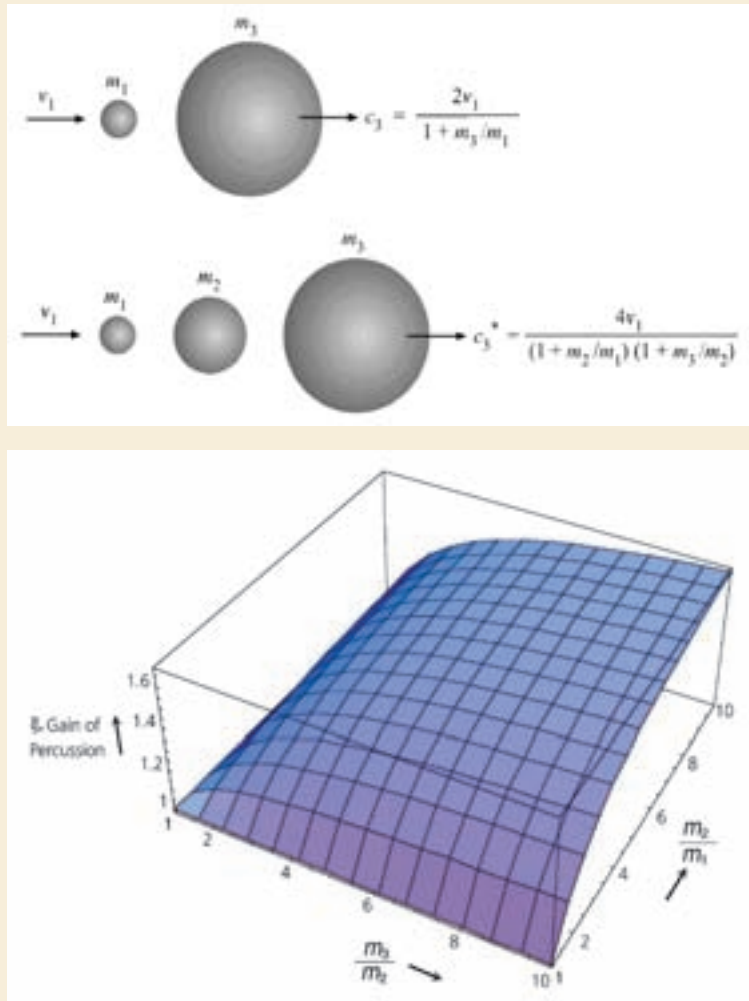 m₃
m₁
v₁
c₃ = 2v₁ / (1 + m₃/m₁)
m₃
m₂
m₁
v₁
c₃* = 4v₁ / ((1 + m₂/m₁) (1 + m₃/m₂))
1.6
1.4
Gain of
Percussion
1.2
1
1
2
4
6
8
10
m₃/m₂
1
2
4
6
8
10
m₂/m₁